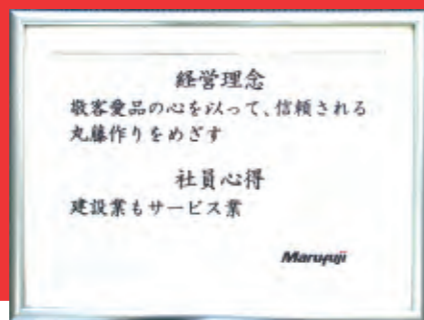 経営理念
敬客愛品の心を以って、信頼される
丸藤作りをめざす
社員心得
建設業もサービス業
Marufuji